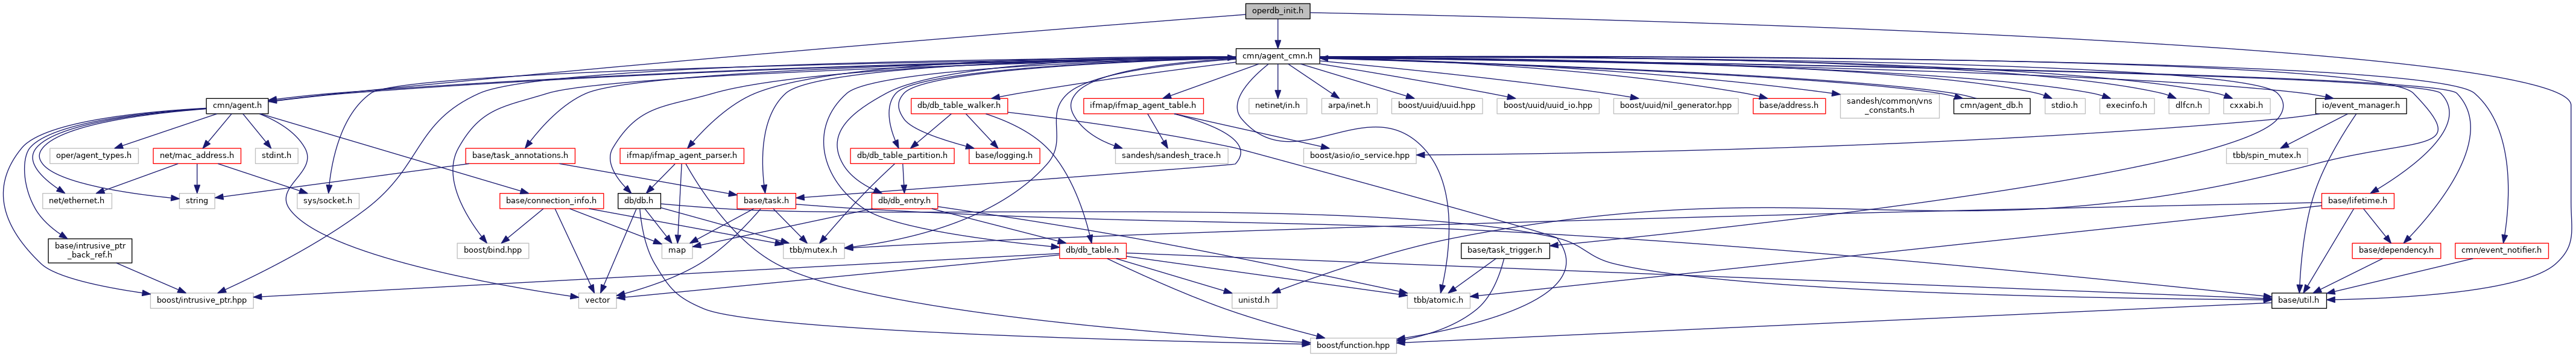 operdb_init.h
cmn/agent_cmn.h
cmn/agent.h
db/db_table_walker.h
ifmap/ifmap_agent_table.h
netinet/in.h
arpa/inet.h
boost/uuid/uuid.hpp
boost/uuid/uuid_io.hpp
boost/uuid/nil_generator.hpp
base/address.h
sandesh/common/vns
_constants.h
cmn/agent_db.h
stdio.h
execinfo.h
dlfcn.h
cxxabi.h
io/event_manager.h
oper/agent_types.h
net/mac_address.h
stdint.h
base/task_annotations.h
ifmap/ifmap_agent_parser.h
db/db_table_partition.h
base/logging.h
sandesh/sandesh_trace.h
boost/asio/io_service.hpp
tbb/spin_mutex.h
net/ethernet.h
string
sys/socket.h
base/connection_info.h
db/db.h
base/task.h
db/db_entry.h
base/lifetime.h
base/intrusive_ptr
_back_ref.h
boost/bind.hpp
map
tbb/mutex.h
db/db_table.h
base/task_trigger.h
base/dependency.h
cmn/event_notifier.h
boost/intrusive_ptr.hpp
vector
unistd.h
tbb/atomic.h
base/util.h
boost/function.hpp